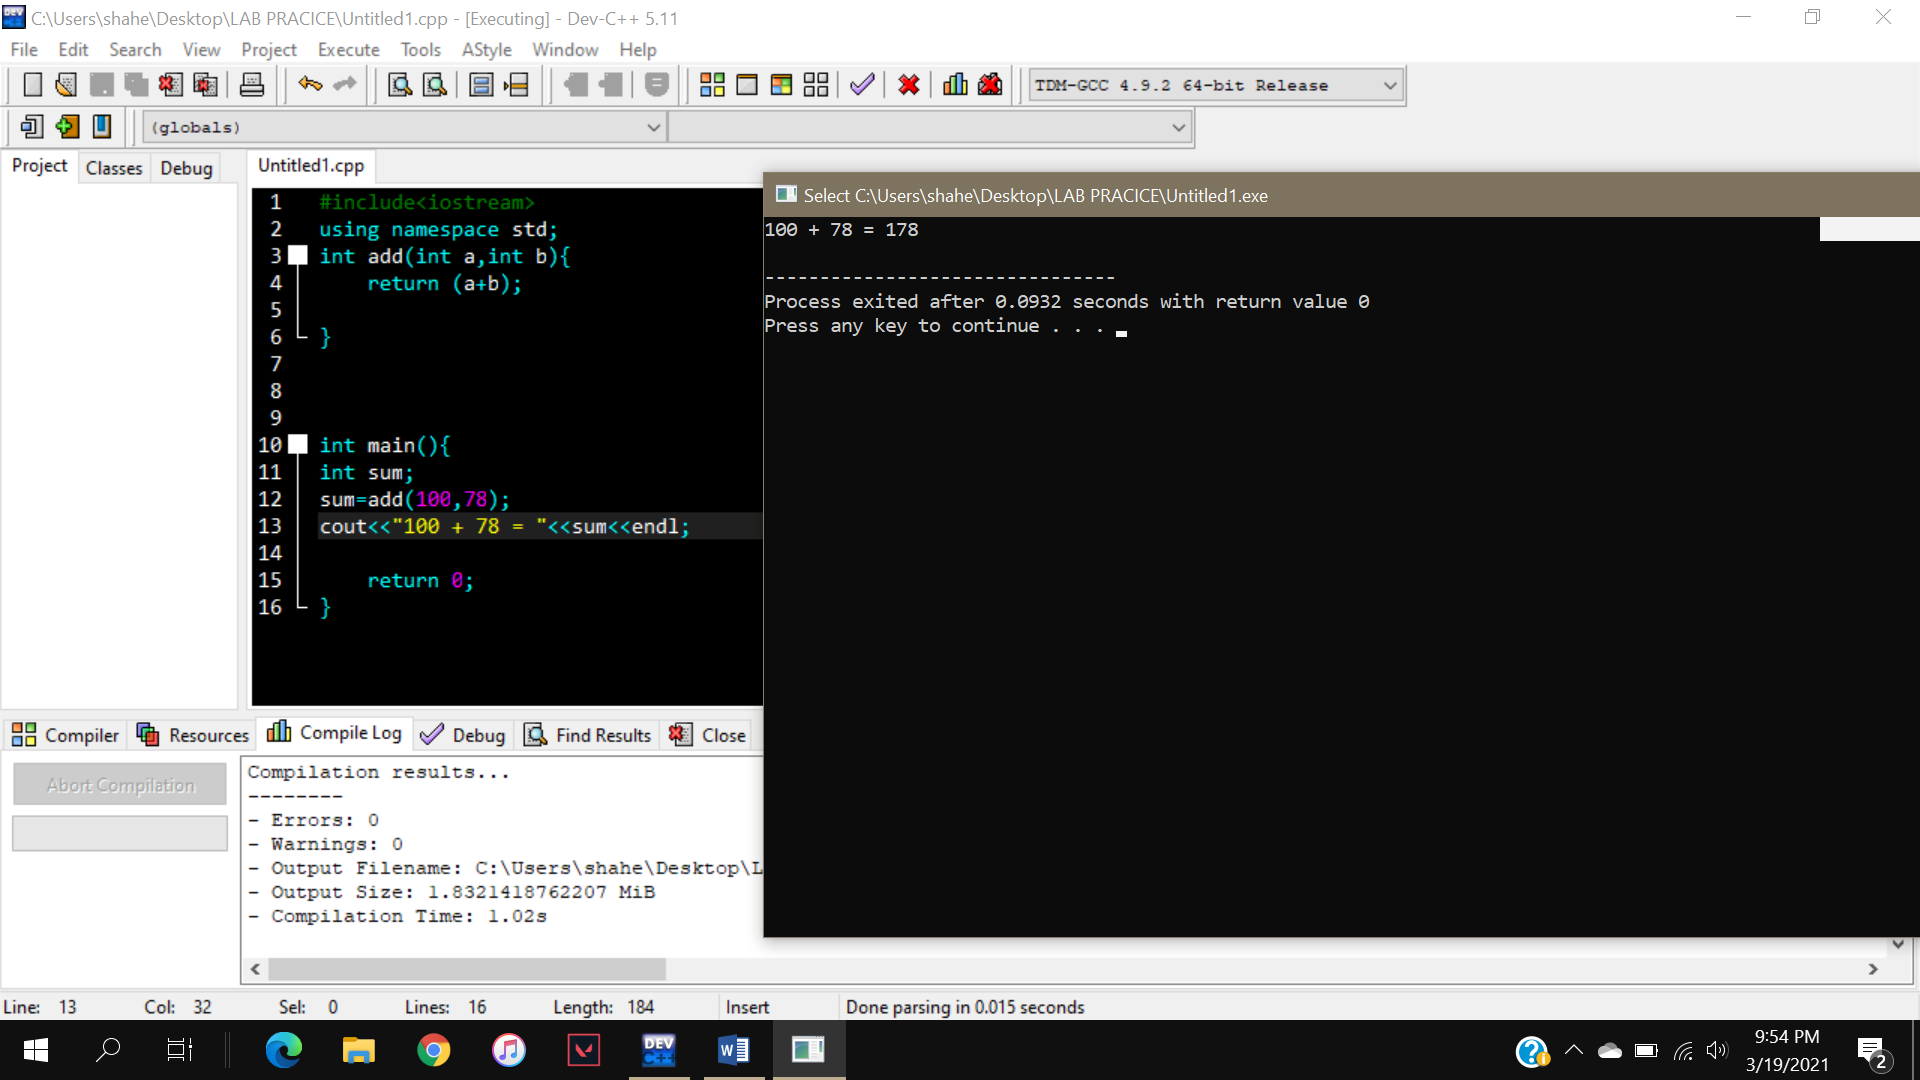 C:\Users\shahe\Desktop\LAB PRACICE\Untitled1.cpp - [Executing] - Dev-C++ 5.11
File Edit Search View Project Execute Tools AStyle Window Help
TDM-GCC 4.9.2 64-bit Release
(globals)
Project Classes Debug
Untitled1.cpp
1 #include<iostream>
2 using namespace std;
3 int add(int a,int b){
4 return (a+b);
5
6 }
7
8
9
10 int main(){
11 int sum;
12 sum=add(100,78);
13 cout<<"100 + 78 = "<<sum<<endl;
14
15 return 0;
16 }
Select C:\Users\shahe\Desktop\LAB PRACICE\Untitled1.exe
100 + 78 = 178
--------------------------------
Process exited after 0.0932 seconds with return value 0
Press any key to continue . . .
Compiler Resources Compile Log Debug Find Results Close
Abort Compilation
Compilation results...
--------
- Errors: 0
- Warnings: 0
- Output Filename: C:\Users\shahe\Desktop\L
- Output Size: 1.8321418762207 MiB
- Compilation Time: 1.02s
Line: 13 Col: 32 Sel: 0 Lines: 16 Length: 184 Insert Done parsing in 0.015 seconds
DEV C++
9:54 PM
3/19/2021
2